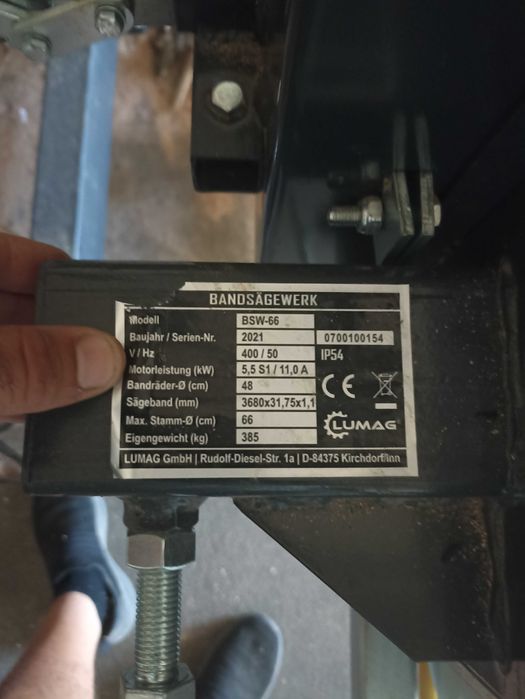 BANDSÄGEWERK
Modell BSW-66
Baujahr / Serien-Nr. 2021 0700100154
V / Hz 400 / 50 IP54
Motorleistung (kW) 5,5 S1 / 11,0 A
Bandräder-Ø (cm) 48
Sägeband (mm) 3680x31,75x1,1
Max. Stamm-Ø (cm) 66
Eigengewicht (kg) 385
CE
LUMAG
LUMAG GmbH | Rudolf-Diesel-Str. 1a | D-84375 Kirchdorf/Inn